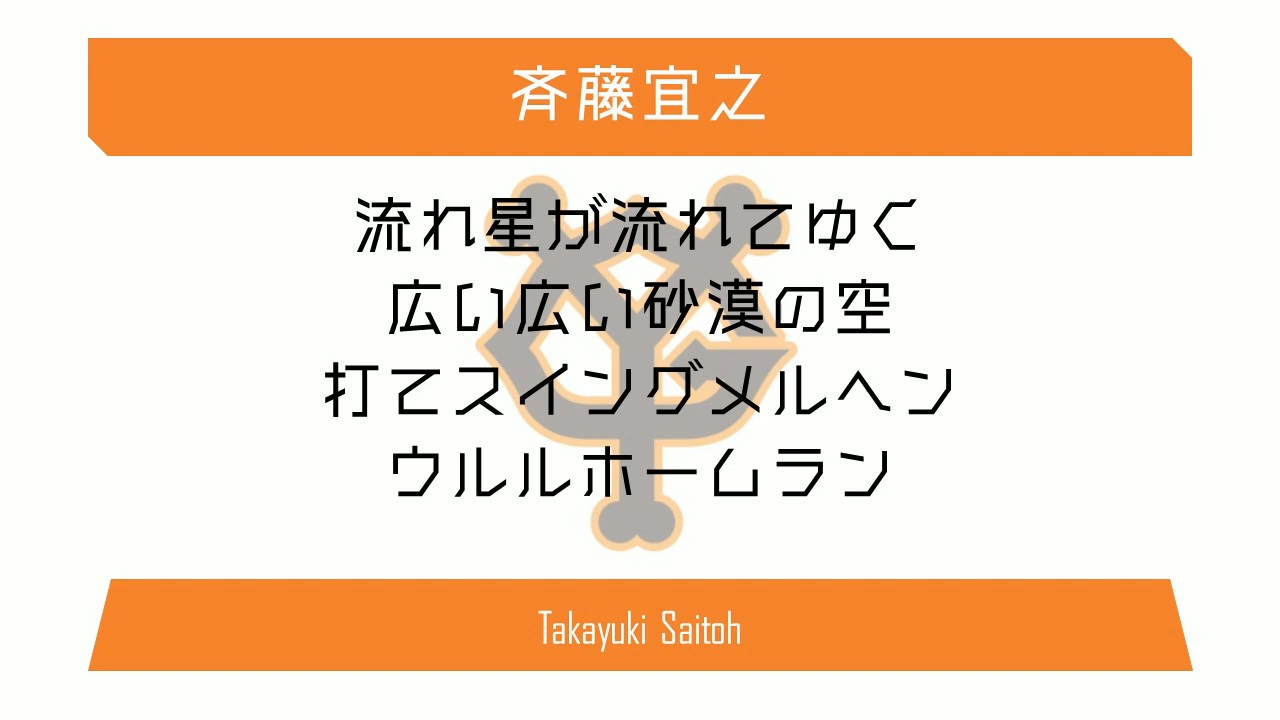 斉藤宜之
流れ星が流れてゆく
広い広い砂漠の空
打てスイングメルヘン
ウルルホームラン
Takayuki Saitoh